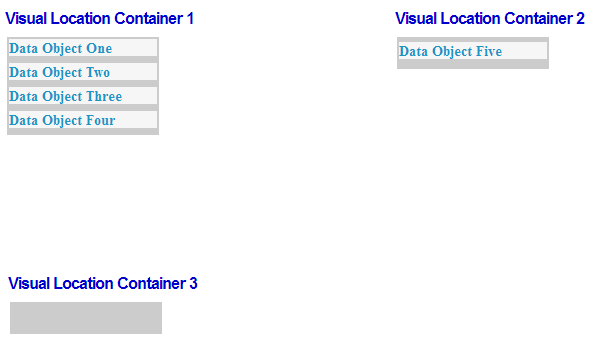 Visual Location Container 1
Data Object One
Data Object Two
Data Object Three
Data Object Four
Visual Location Container 2
Data Object Five
Visual Location Container 3